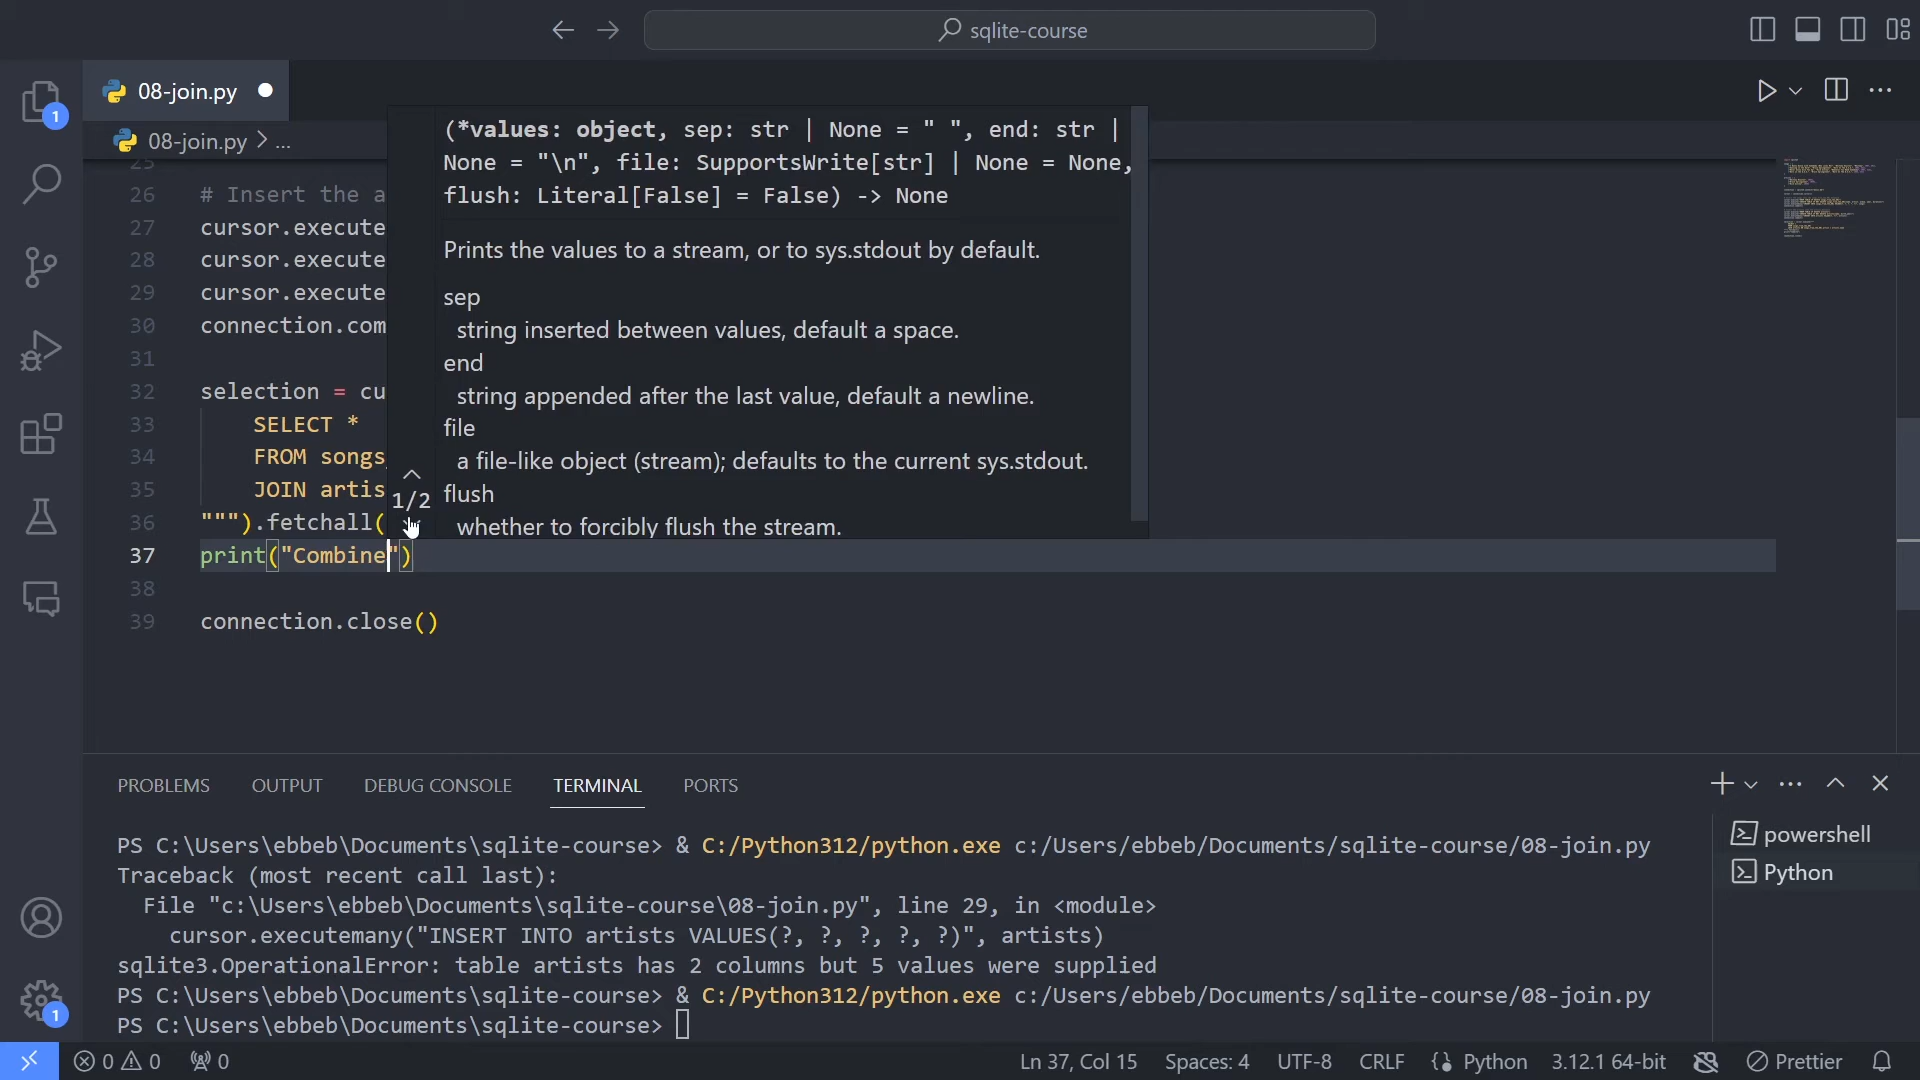 sqlite-course
08-join.py
1
08-join.py > ...
(*values: object, sep: str | None = " ", end: str |
None = "\n", file: SupportsWrite[str] | None = None,
flush: Literal[False] = False) -> None
Prints the values to a stream, or to sys.stdout by default.
sep
string inserted between values, default a space.
end
string appended after the last value, default a newline.
file
a file-like object (stream); defaults to the current sys.stdout.
flush
whether to forcibly flush the stream.
1/2
25
26 # Insert the a
27 cursor.execute
28 cursor.execute
29 cursor.execute
30 connection.com
31
32 selection = cu
33 SELECT *
34 FROM songs
35 JOIN artis
36 """).fetchall(
37 print("Combine")
38
39 connection.close()
PROBLEMS OUTPUT DEBUG CONSOLE TERMINAL PORTS
PS C:\Users\ebbeb\Documents\sqlite-course> & C:/Python312/python.exe c:/Users/ebbeb/Documents/sqlite-course/08-join.py
Traceback (most recent call last):
File "c:\Users\ebbeb\Documents\sqlite-course\08-join.py", line 29, in <module>
cursor.executemany("INSERT INTO artists VALUES(?, ?, ?, ?, ?)", artists)
sqlite3.OperationalError: table artists has 2 columns but 5 values were supplied
PS C:\Users\ebbeb\Documents\sqlite-course> & C:/Python312/python.exe c:/Users/ebbeb/Documents/sqlite-course/08-join.py
PS C:\Users\ebbeb\Documents\sqlite-course>
powershell
Python
1
0 0 0 Ln 37, Col 15 Spaces: 4 UTF-8 CRLF Python 3.12.1 64-bit Prettier